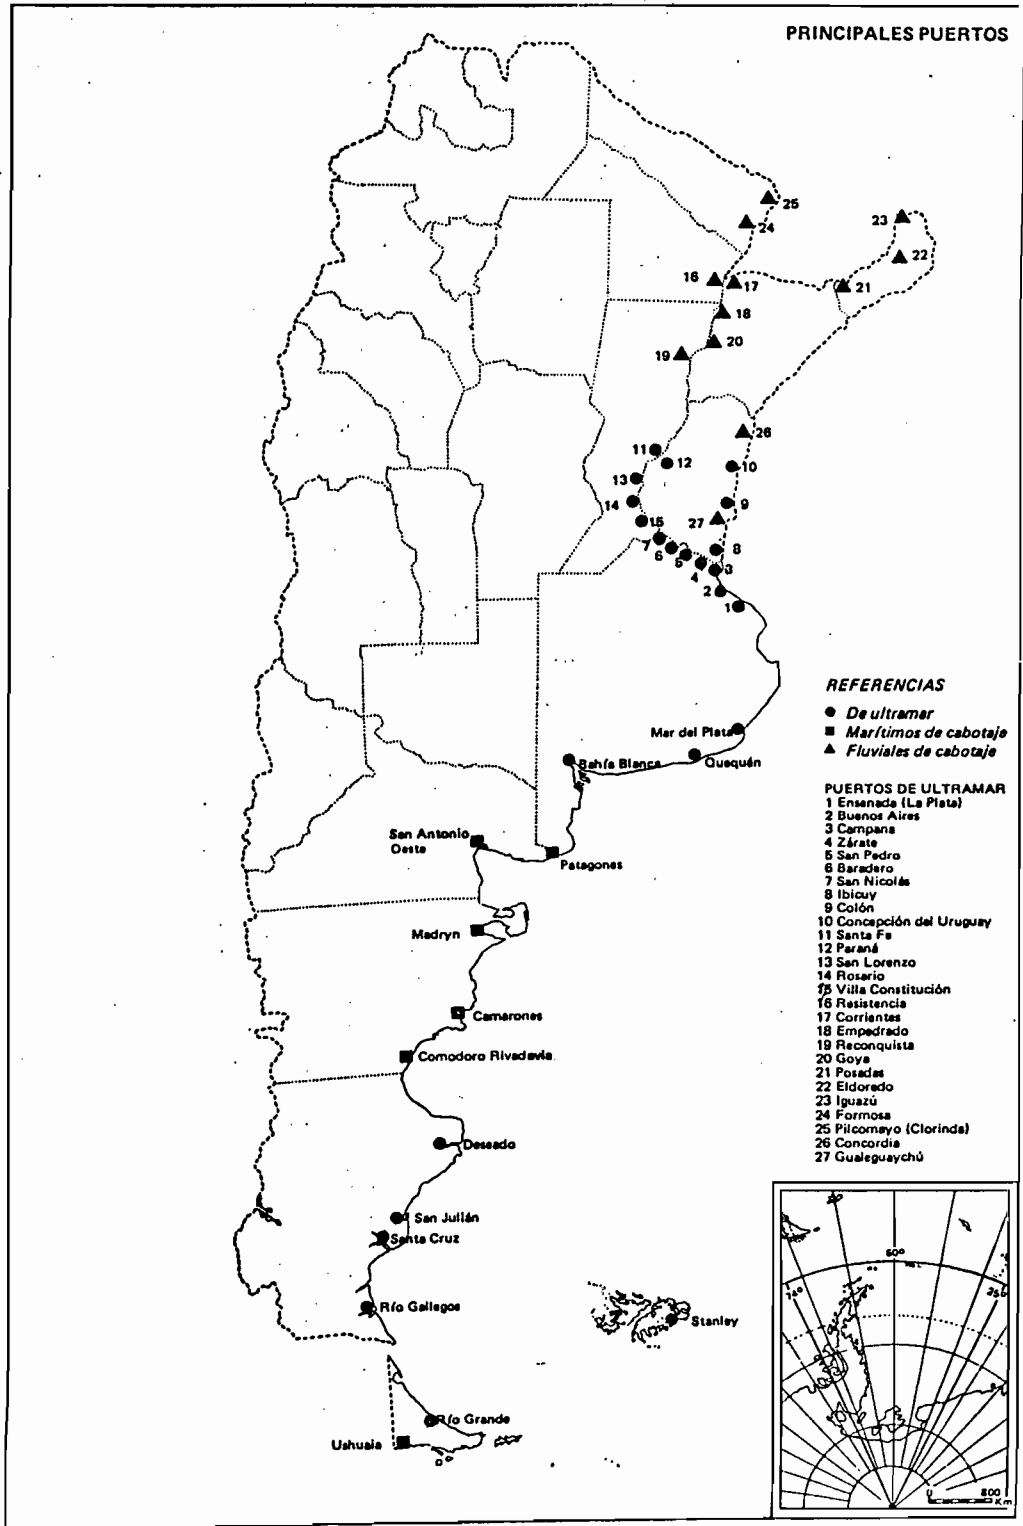 PRINCIPALES PUERTOS
25
24
23
22
16
17
21
18
20
19
26
11
12
10
13
14
9
15
27
7
6
5
8
4
3
2
1
Mar del Plata
Bahía Blanca
Quequén
San Antonio
Oeste
Patagones
Madryn
Camarones
Comodoro Rivadavia
Deseado
San Julián
Santa Cruz
Río Gallegos
Stanley
Río Grande
Ushuaia
REFERENCIAS
De ultramar
Marítimos de cabotaje
Fluviales de cabotaje
PUERTOS DE ULTRAMAR
1 Ensenada (La Plata)
2 Buenos Aires
3 Campana
4 Zárate
5 San Pedro
6 Baradero
7 San Nicolás
8 Ibicuy
9 Colón
10 Concepción del Uruguay
11 Santa Fe
12 Paraná
13 San Lorenzo
14 Rosario
15 Villa Constitución
16 Resistencia
17 Corrientes
18 Empedrado
19 Reconquista
20 Goya
21 Posadas
22 Eldoredo
23 Iguazú
24 Formosa
25 Pilcomayo (Clorinda)
26 Concordia
27 Gualeguaychú
60°
74°
25°
0 800
Km